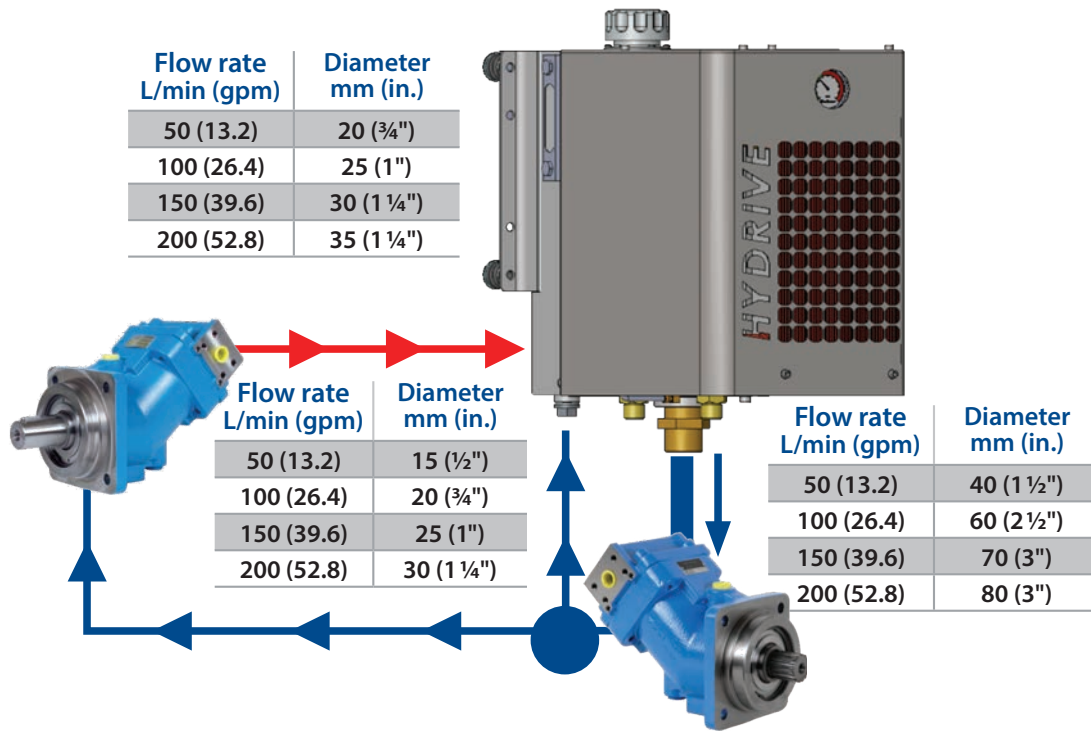 Flow rate Diameter
L/min (gpm) mm (in.)
50 (13.2) 20 (¾")
100 (26.4) 25 (1")
150 (39.6) 30 (1 ¼")
200 (52.8) 35 (1 ¼")
HYDRIVE
Flow rate Diameter
L/min (gpm) mm (in.)
50 (13.2) 15 (½")
100 (26.4) 20 (¾")
150 (39.6) 25 (1")
200 (52.8) 30 (1 ¼")
Flow rate Diameter
L/min (gpm) mm (in.)
50 (13.2) 40 (1 ½")
100 (26.4) 60 (2 ½")
150 (39.6) 70 (3")
200 (52.8) 80 (3")